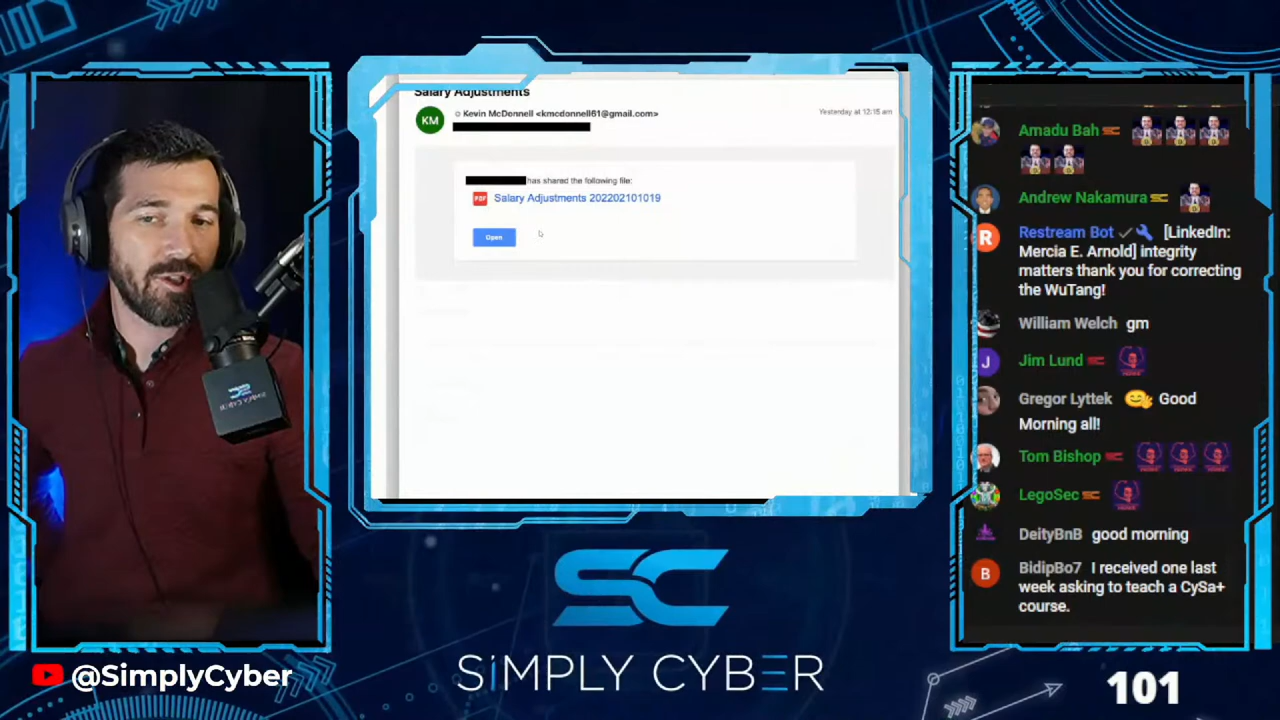 Salary Adjustments
KM
Kevin McDonnell <kmcdonnell61@gmail.com>
Yesterday at 12:15 am
has shared the following file:
PDF
Salary Adjustments 202202101019
Open
Amadu Bah
Andrew Nakamura
R
Restream Bot [LinkedIn:
Mercia E. Arnold] integrity
matters thank you for correcting
the WuTang!
William Welch gm
J
Jim Lund
Gregor Lyttek Good
Morning all!
Tom Bishop
LegoSec
DeityBnB good morning
B
BidipBo7 I received one last
week asking to teach a CySa+
course.
SC
SIMPLY CYBER
@SimplyCyber
101